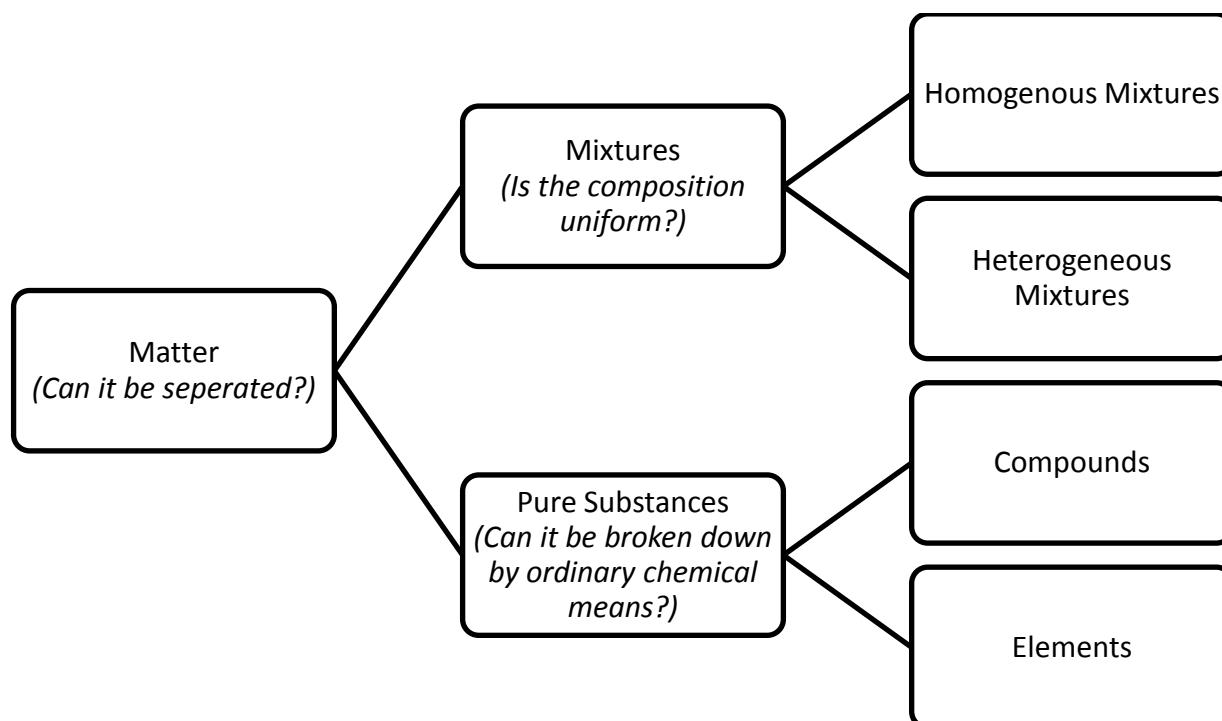 Matter
(Can it be seperated?)
Mixtures
(Is the composition
uniform?)
Pure Substances
(Can it be broken down
by ordinary chemical
means?)
Homogenous Mixtures
Heterogeneous
Mixtures
Compounds
Elements